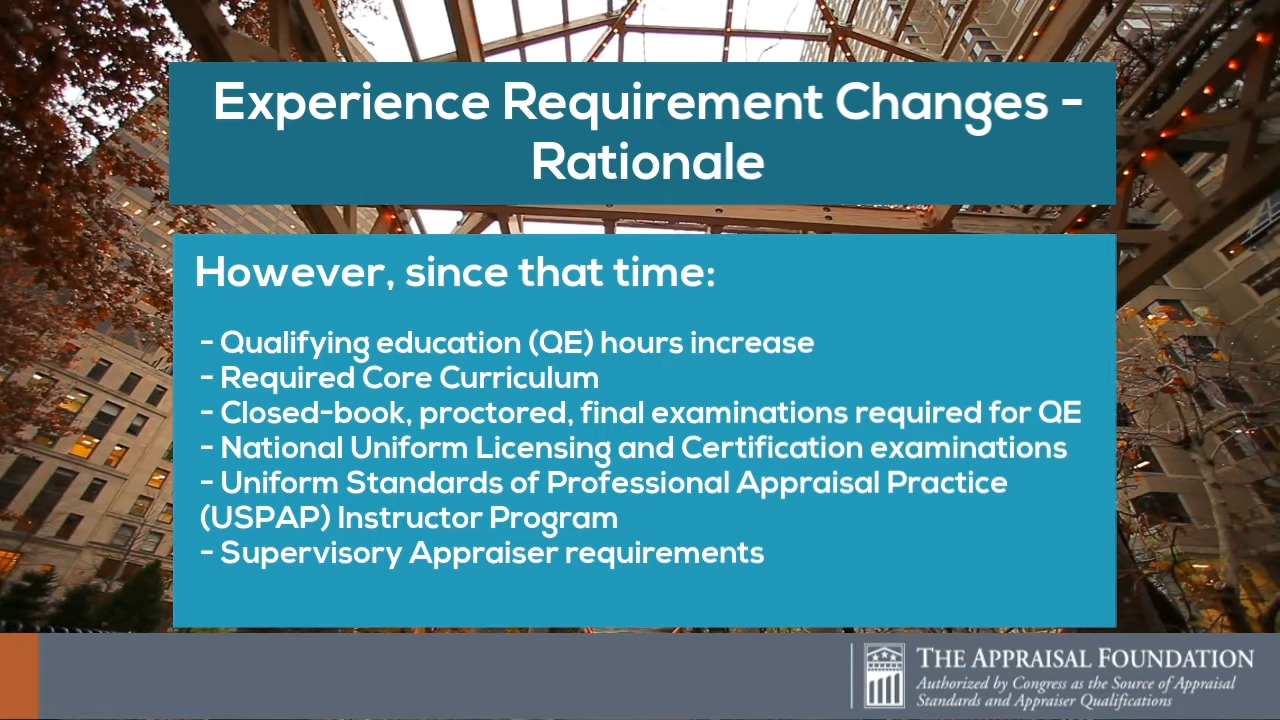 Experience Requirement Changes -
Rationale
However, since that time:
- Qualifying education (QE) hours increase
- Required Core Curriculum
- Closed-book, proctored, final examinations required for QE
- National Uniform Licensing and Certification examinations
- Uniform Standards of Professional Appraisal Practice
(USPAP) Instructor Program
- Supervisory Appraiser requirements
THE APPRAISAL FOUNDATION
Authorized by Congress as the Source of Appraisal
Standards and Appraiser Qualifications